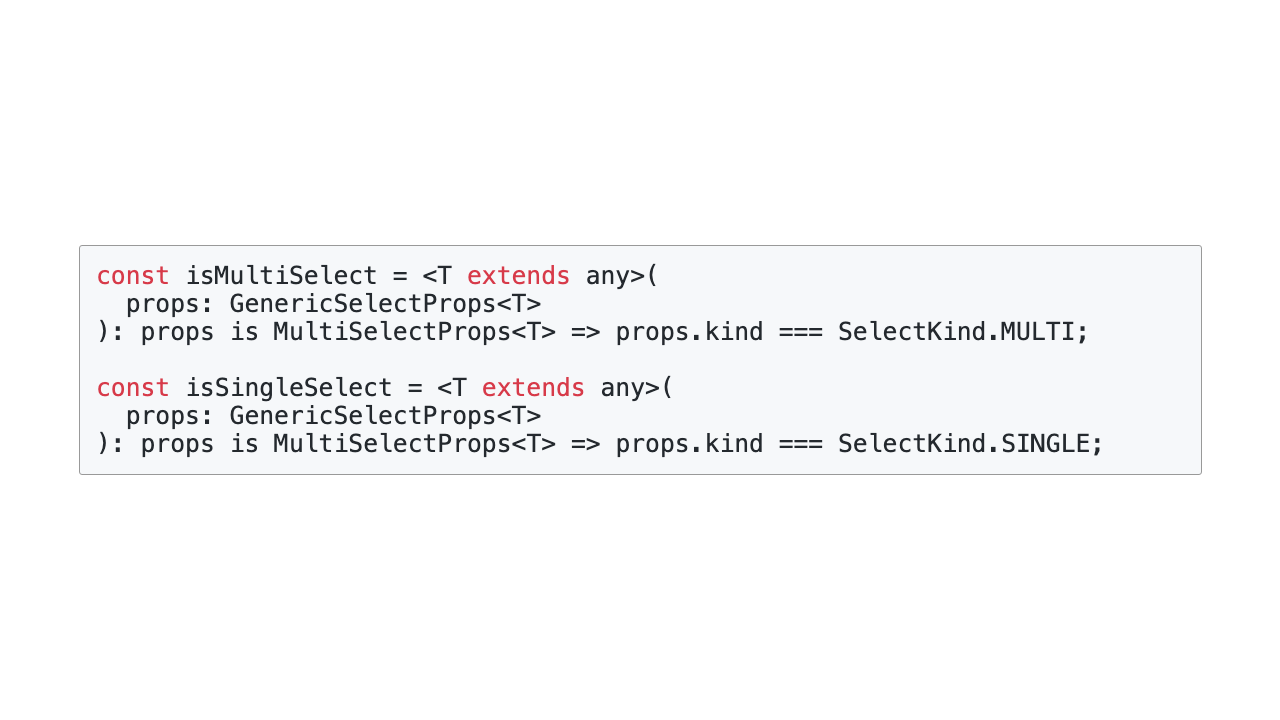 const isMultiSelect = <T extends any>(
  props: GenericSelectProps<T>
): props is MultiSelectProps<T> => props.kind === SelectKind.MULTI;

const isSingleSelect = <T extends any>(
  props: GenericSelectProps<T>
): props is MultiSelectProps<T> => props.kind === SelectKind.SINGLE;